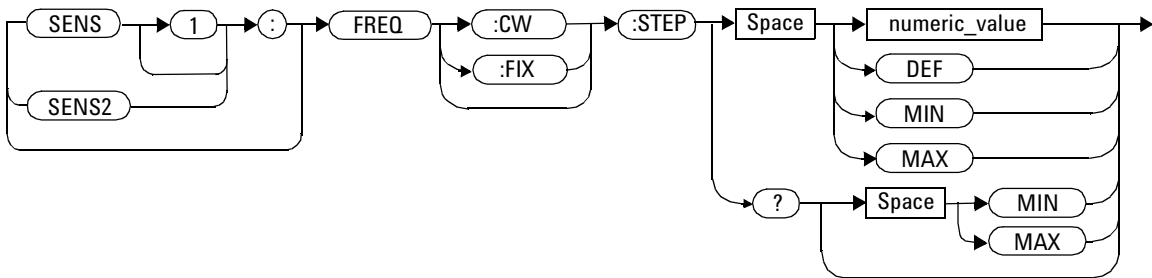 SENS 1 : FREQ :CW :STEP Space numeric_value
:FIX DEF
SENS2 MIN
MAX
? Space MIN
MAX